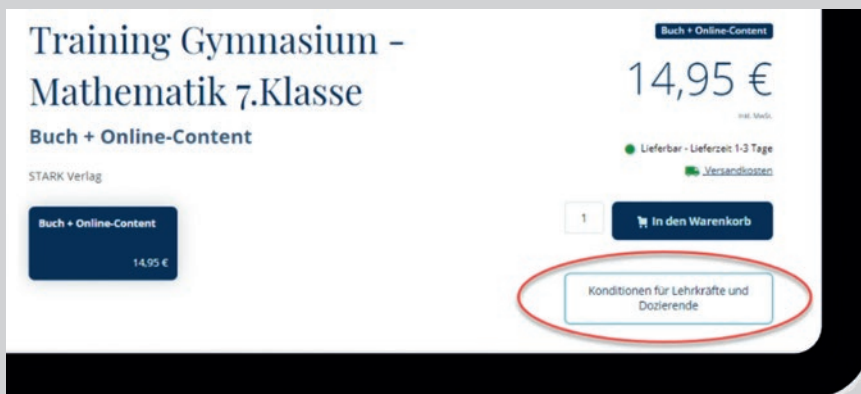 Training Gymnasium -
Mathematik 7.Klasse
Buch + Online-Content
STARK Verlag
Buch + Online-Content
14,95 €
Buch + Online-Content
14,95 €
inkl. MwSt.
Lieferbar - Lieferzeit 1-3 Tage
Versandkosten
1 In den Warenkorb
Konditionen für Lehrkräfte und
Dozierende